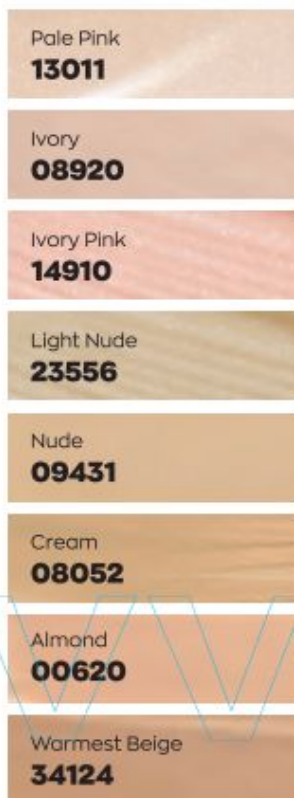 Pale Pink
13011
Ivory
08920
Ivory Pink
14910
Light Nude
23556
Nude
09431
Cream
08052
Almond
00620
Warmest Beige
34124